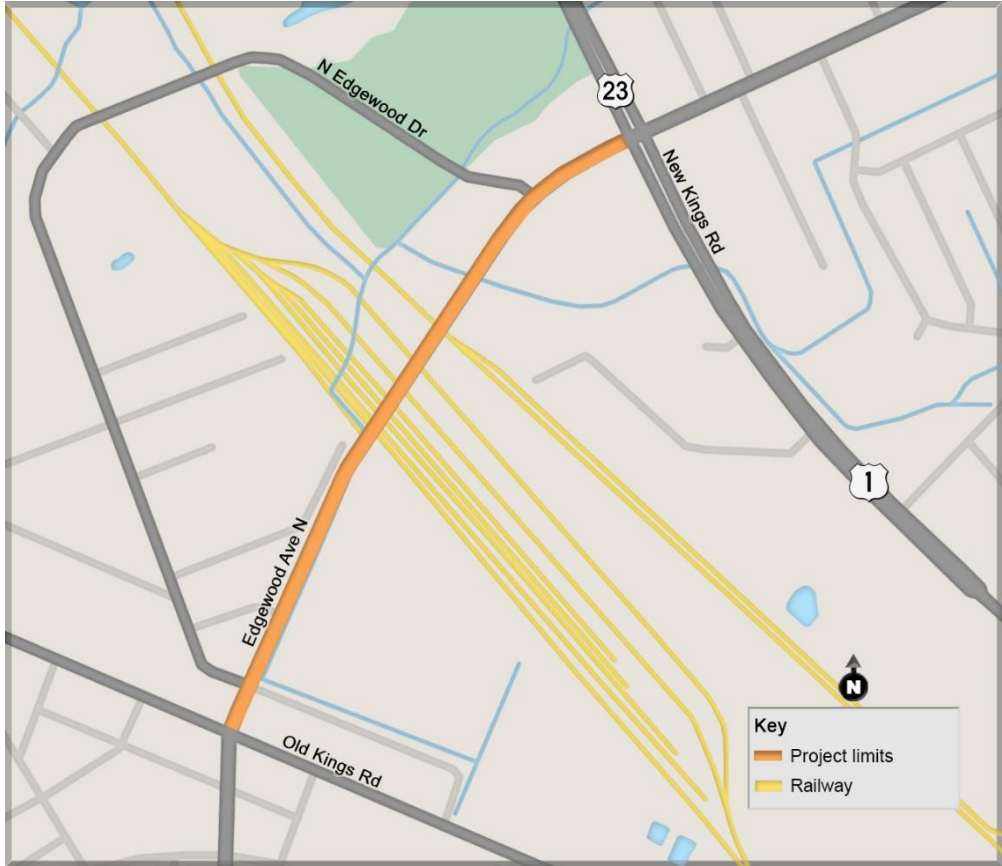 N Edgewood Dr
23
New Kings Rd
1
Edgewood Ave N
Old Kings Rd
N
Key
Project limits
Railway